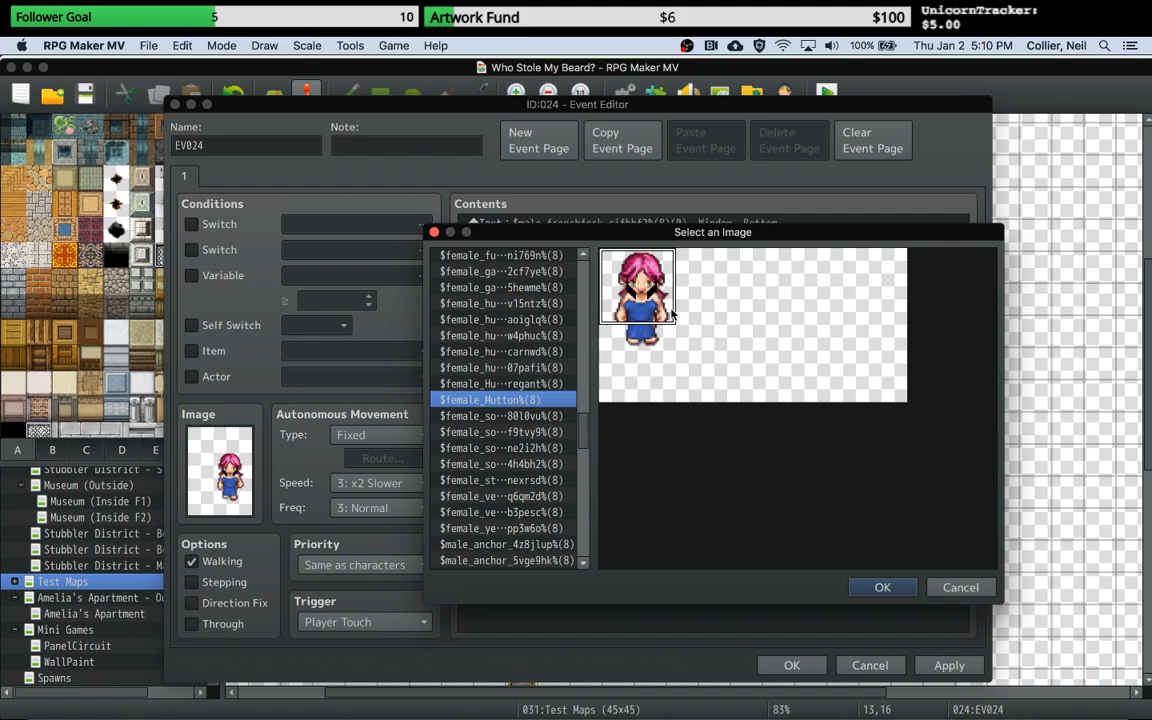 Follower Goal 5 10 Artwork Fund $6 $100 UnicornTracker:
$5.00
RPG Maker MV File Edit Mode Draw Scale Tools Game Help 100% Thu Jan 2 5:10 PM Collier, Neil
Who Stole My Beard? - RPG Maker MV
ID:024 - Event Editor
Name: Note:
EV024
New
Event Page
Copy
Event Page
Paste
Event Page
Delete
Event Page
Clear
Event Page
1
Conditions
Switch
Switch
Variable
≥
Self Switch
Item
Actor
Contents
Select an Image
$female_fu···ni769n%(8)
$female_ga···2cf7ye%(8)
$female_ga···5hewme%(8)
$female_hu···v15ntz%(8)
$female_hu···aoiglq%(8)
$female_hu···w4phuc%(8)
$female_hu···carnwd%(8)
$female_hu···07pafi%(8)
$female_Hu···regant%(8)
$female_Mutton%(8)
$female_so···80l0vu%(8)
$female_so···f9tvy9%(8)
$female_so···ne2i2h%(8)
$female_so···4h4bh2%(8)
$female_st···nexrsd%(8)
$female_ve···q6qm2d%(8)
$female_ve···b3pesc%(8)
$female_ye···pp3w6o%(8)
$male_anchor_4z8jlup%(8)
$male_anchor_5vge9hk%(8)
OK Cancel
Image
Autonomous Movement
Type: Fixed
Route...
Speed: 3: x2 Slower
Freq: 3: Normal
Options
Walking
Stepping
Direction Fix
Through
Priority
Same as characters
Trigger
Player Touch
OK Cancel Apply
A B C D E
Stubbler District - S
Museum (Outside)
Museum (Inside F1)
Museum (Inside F2)
Stubbler District - B
Stubbler District - B
Stubbler District - M
Test Maps
Amelia's Apartment - O
Amelia's Apartment
Mini Games
PanelCircuit
WallPaint
Spawns
031:Test Maps (45x45) 83% 13,16 024:EV024